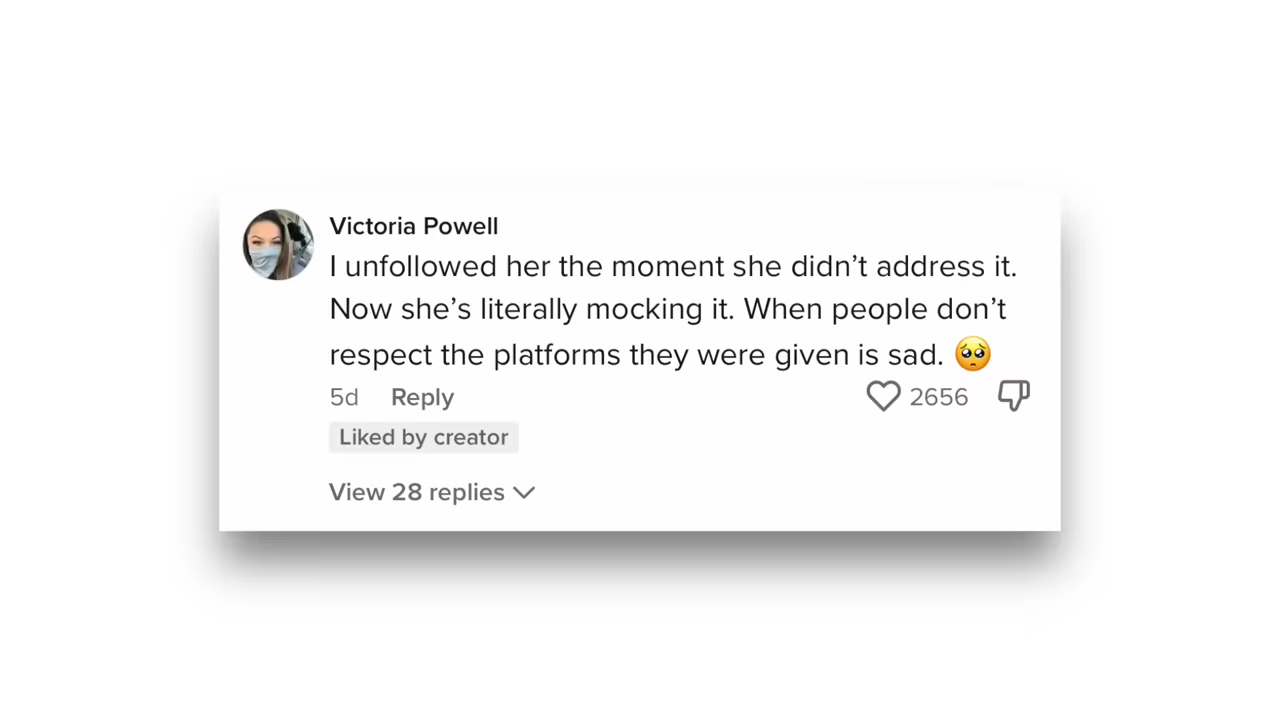 Victoria Powell
I unfollowed her the moment she didn’t address it.
Now she’s literally mocking it. When people don’t
respect the platforms they were given is sad. 🥺
5d Reply 2656
Liked by creator
View 28 replies